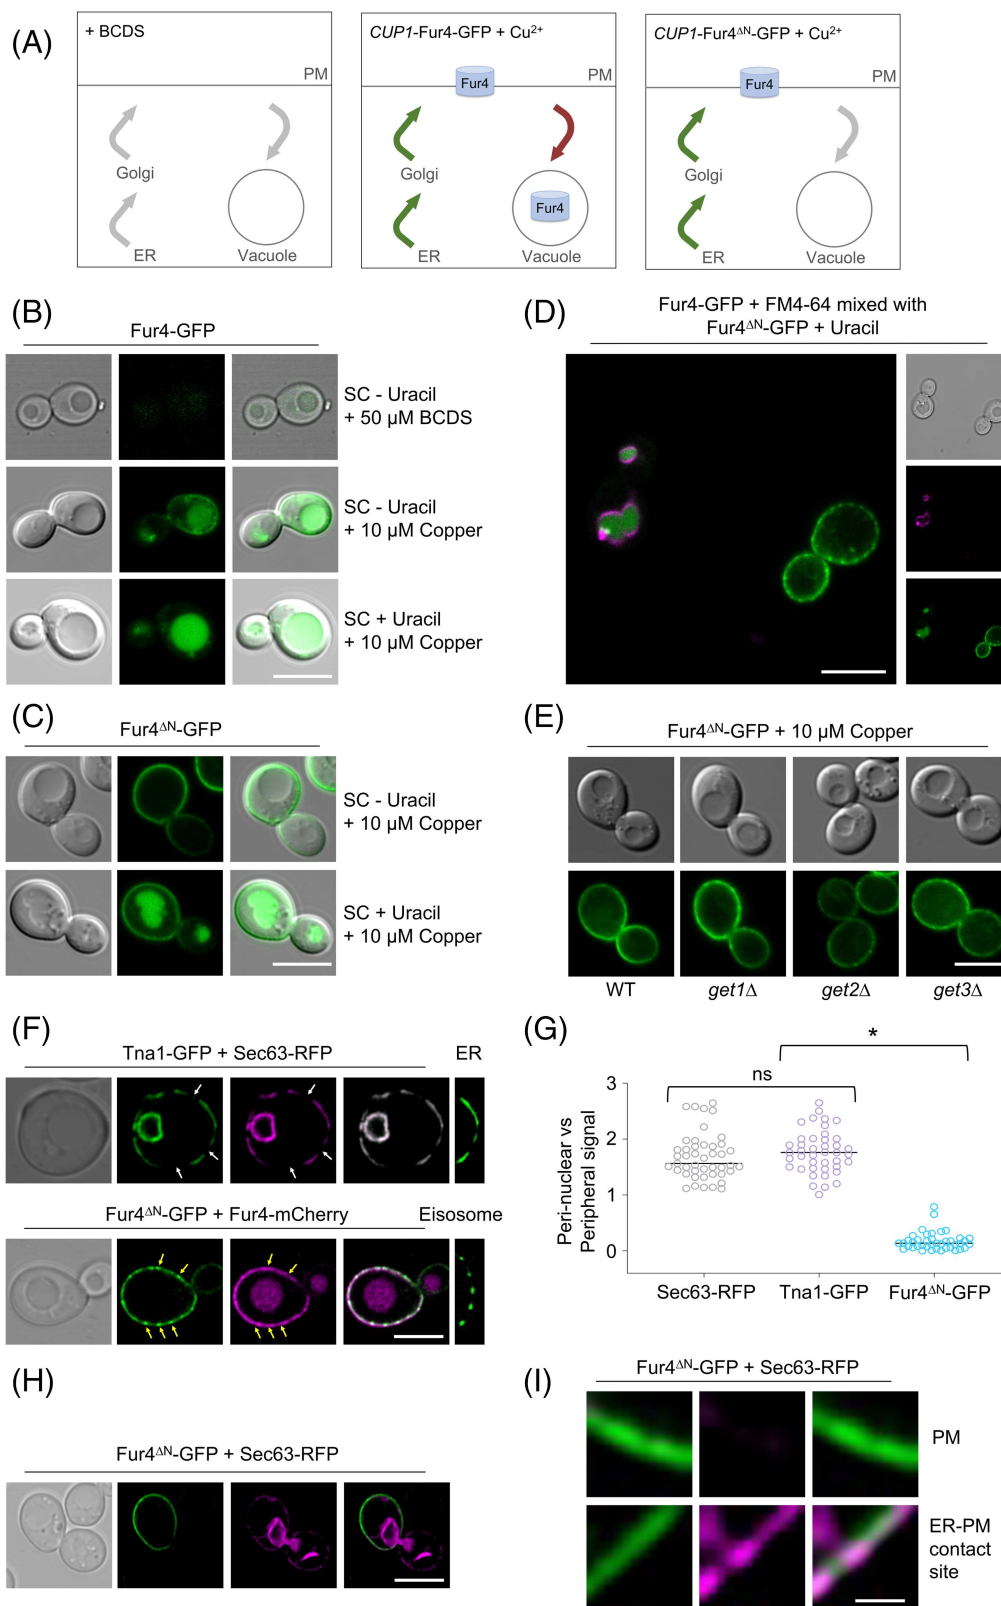 (A)
+ BCDS
PM
Golgi
ER
Vacuole
CUP1-Fur4-GFP + Cu²⁺
Fur4
PM
Golgi
Fur4
ER
Vacuole
CUP1-Fur4ΔN-GFP + Cu²⁺
Fur4
PM
Golgi
ER
Vacuole
(B)
Fur4-GFP
SC - Uracil
+ 50 µM BCDS
SC - Uracil
+ 10 µM Copper
SC + Uracil
+ 10 µM Copper
(D)
Fur4-GFP + FM4-64 mixed with
Fur4ΔN-GFP + Uracil
(C)
Fur4ΔN-GFP
SC - Uracil
+ 10 µM Copper
SC + Uracil
+ 10 µM Copper
(E)
Fur4ΔN-GFP + 10 µM Copper
WT get1Δ get2Δ get3Δ
(F)
Tna1-GFP + Sec63-RFP ER
Fur4ΔN-GFP + Fur4-mCherry Eisosome
(G)
*
ns
Peri-nuclear vs
Peripheral signal
3
2
1
0
Sec63-RFP Tna1-GFP Fur4ΔN-GFP
(H)
Fur4ΔN-GFP + Sec63-RFP
(I)
Fur4ΔN-GFP + Sec63-RFP
PM
ER-PM
contact
site